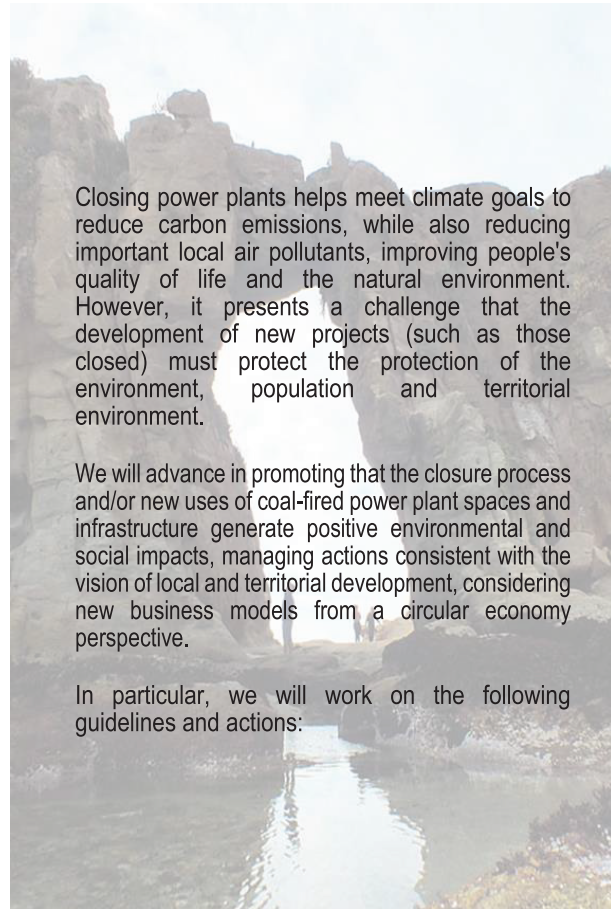 Closing power plants helps meet climate goals to
reduce carbon emissions, while also reducing
important local air pollutants, improving people's
quality of life and the natural environment.
However, it presents a challenge that the
development of new projects (such as those
closed) must protect the protection of the
environment, population and territorial
environment.

We will advance in promoting that the closure process
and/or new uses of coal-fired power plant spaces and
infrastructure generate positive environmental and
social impacts, managing actions consistent with the
vision of local and territorial development, considering
new business models from a circular economy
perspective.

In particular, we will work on the following
guidelines and actions: